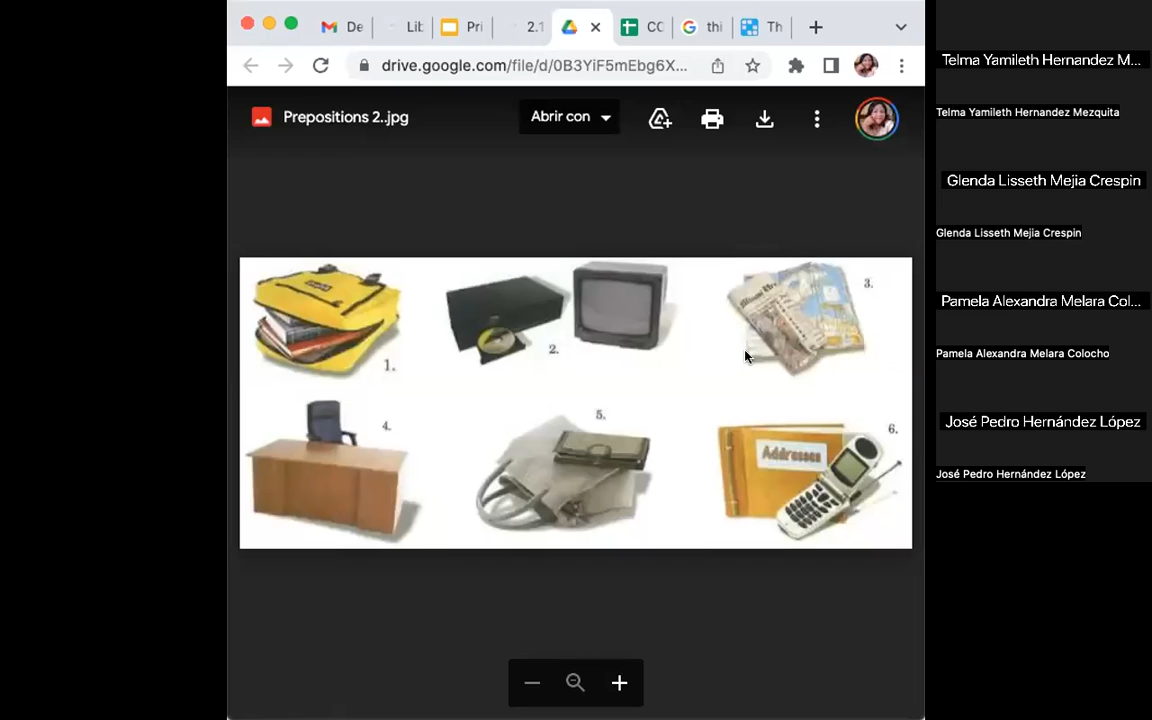 De
Lib
Pri
2.1
CC
thi
Th
drive.google.com/file/d/0B3YiF5mEbg6X...
Prepositions 2..jpg
Abrir con
1.
2.
3.
4.
5.
6.
Addresses
Telma Yamileth Hernandez M...
Telma Yamileth Hernandez Mezquita
Glenda Lisseth Mejia Crespin
Glenda Lisseth Mejia Crespin
Pamela Alexandra Melara Col...
Pamela Alexandra Melara Colocho
José Pedro Hernández López
José Pedro Hernández López